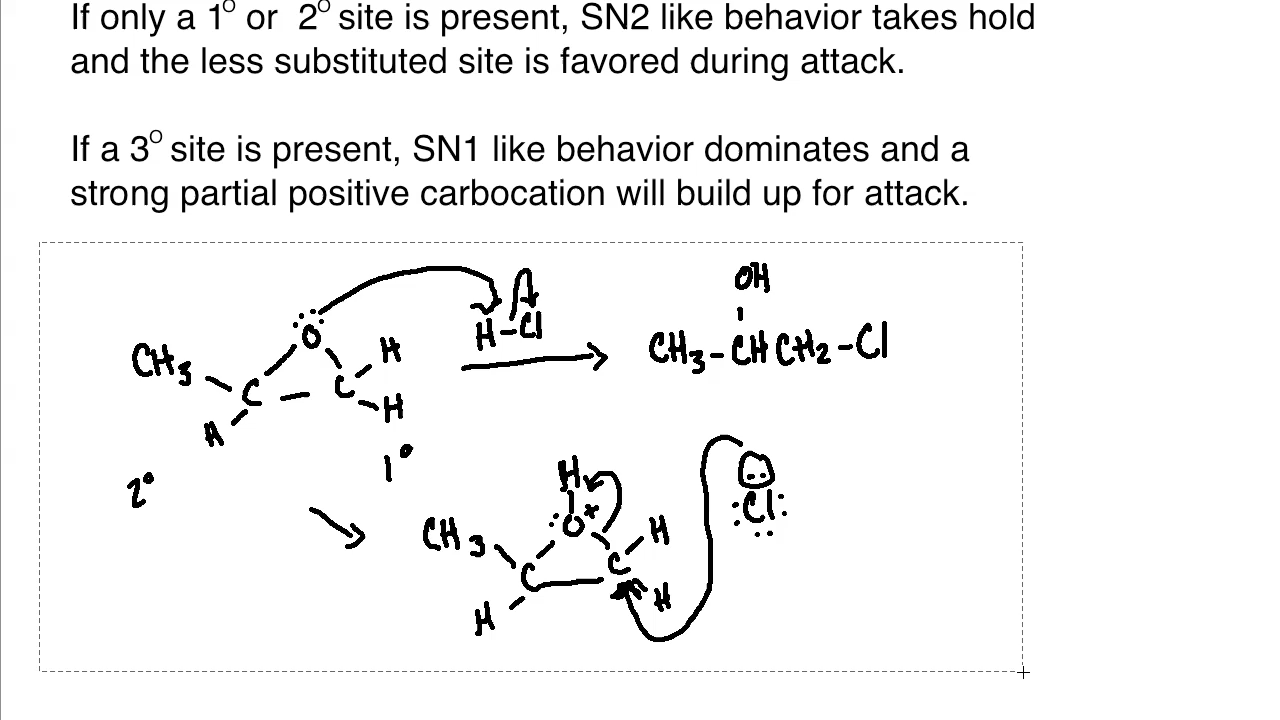 If only a 1° or 2° site is present, SN2 like behavior takes hold
and the less substituted site is favored during attack.
If a 3° site is present, SN1 like behavior dominates and a
strong partial positive carbocation will build up for attack.
OH
H-Cl
CH3-CHCH2-Cl
O
CH3
C
C
H
H
H
2°
1°
H
O+
CH3
C
C
H
H
H
:Cl: